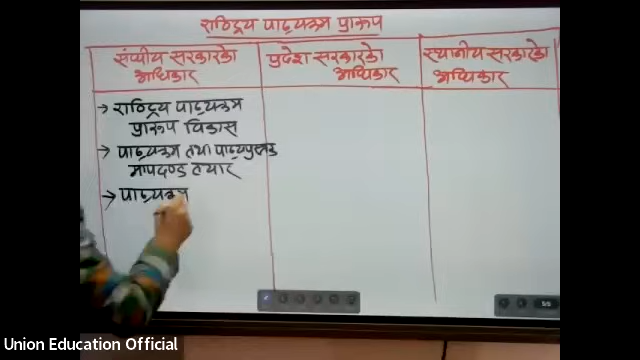 राष्ट्रिय पाठ्यक्रम प्रारूप
संघीय सरकारको अधिकार
प्रदेश सरकारको अधिकार
स्थानीय सरकारको अधिकार
→ राष्ट्रिय पाठ्यक्रम
प्रारूप विकास
→ पाठ्यक्रम तथा पाठ्यपुस्तक
मापदण्ड तयार
→ पाठ्यक्रम
Union Education Official